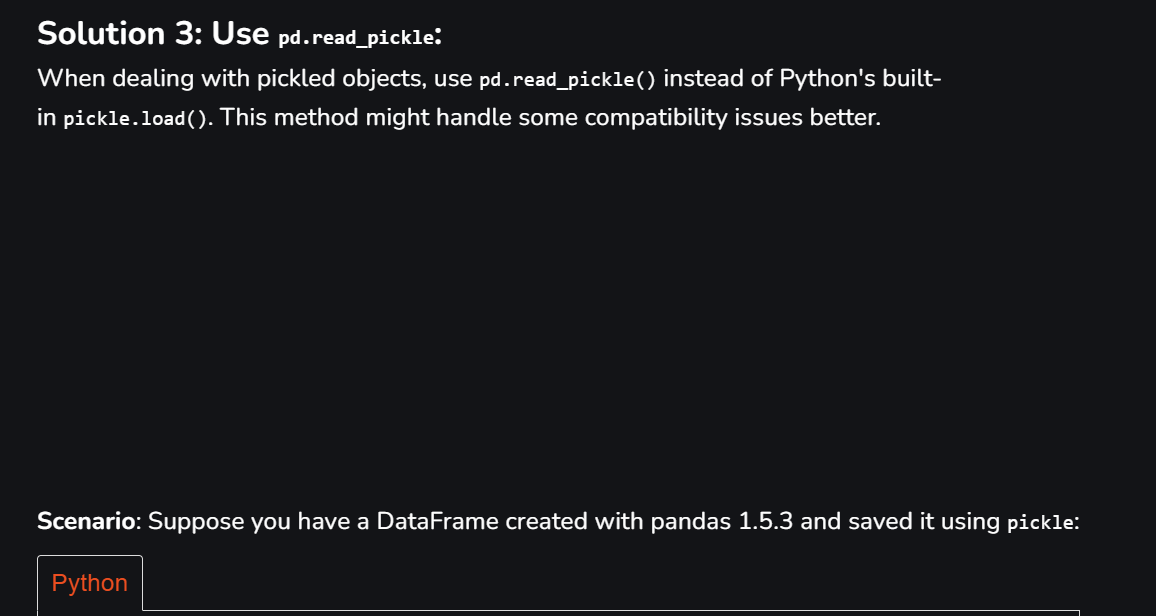 Solution 3: Use pd.read_pickle:
When dealing with pickled objects, use pd.read_pickle() instead of Python's built-
in pickle.load(). This method might handle some compatibility issues better.
Scenario: Suppose you have a DataFrame created with pandas 1.5.3 and saved it using pickle:
Python